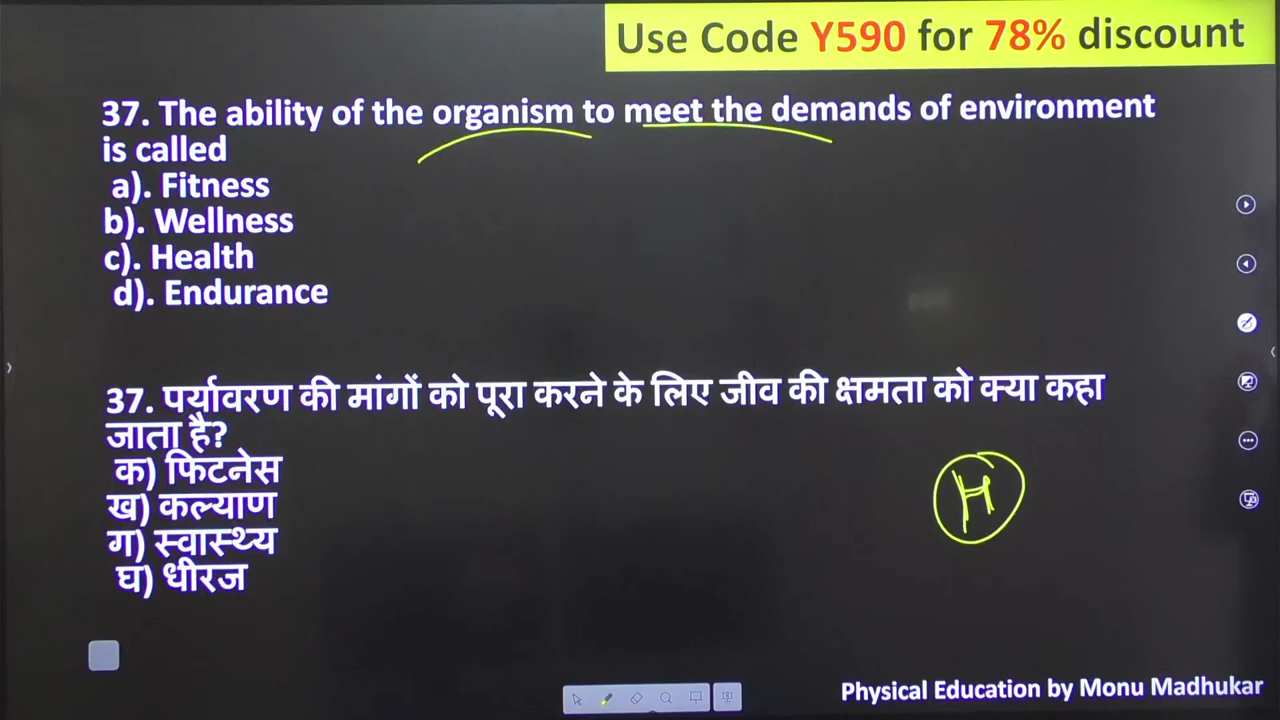 Use Code Y590 for 78% discount
37. The ability of the organism to meet the demands of environment
is called
a). Fitness
b). Wellness
c). Health
d). Endurance
37. पर्यावरण की मांगों को पूरा करने के लिए जीव की क्षमता को क्या कहा
जाता है?
क) फिटनेस
ख) कल्याण
ग) स्वास्थ्य
घ) धीरज
H
Physical Education by Monu Madhukar